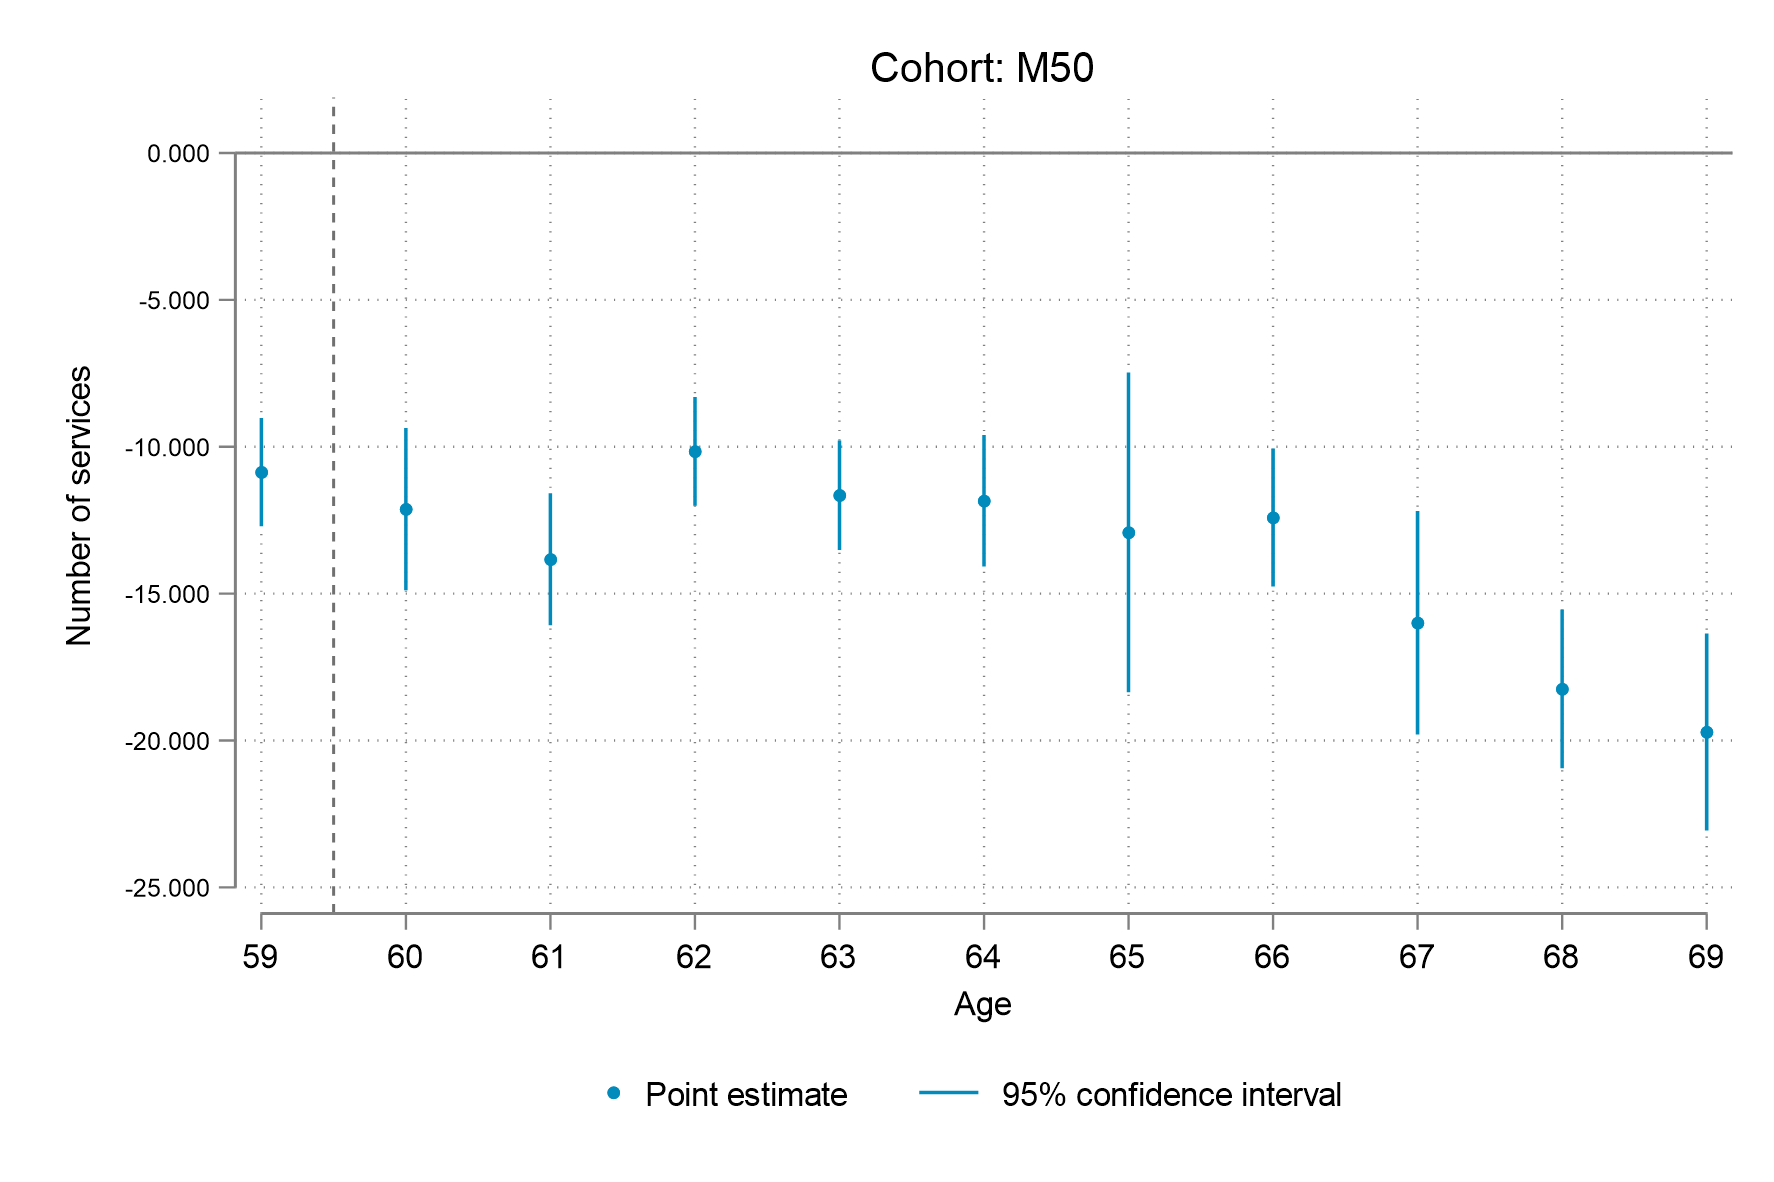 Cohort: M50
0.000
-5.000
-10.000
-15.000
-20.000
-25.000
Number of services
59 60 61 62 63 64 65 66 67 68 69
Age
Point estimate 95% confidence interval